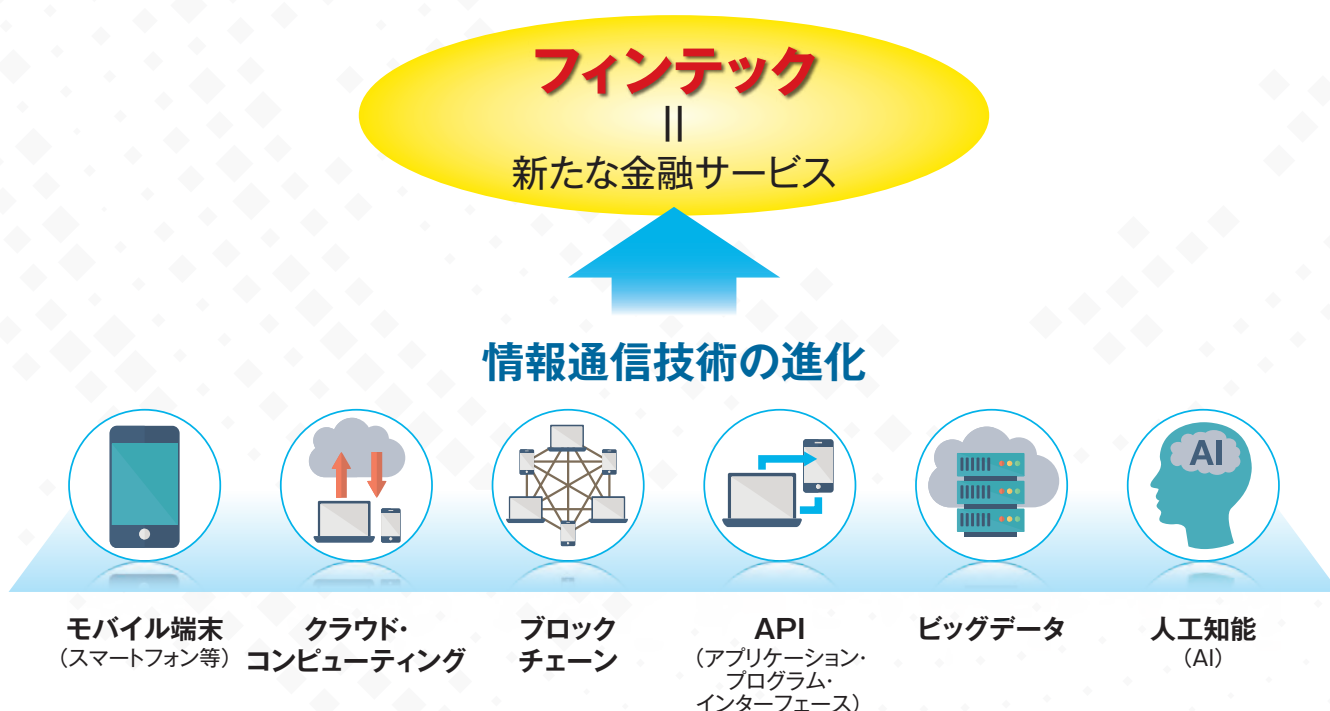 フィンテック
||
新たな金融サービス
情報通信技術の進化
AI
モバイル端末
（スマートフォン等）
クラウド・
コンピューティング
ブロック
チェーン
API
（アプリケーション・
プログラム・
インターフェース）
ビッグデータ
人工知能
（AI）